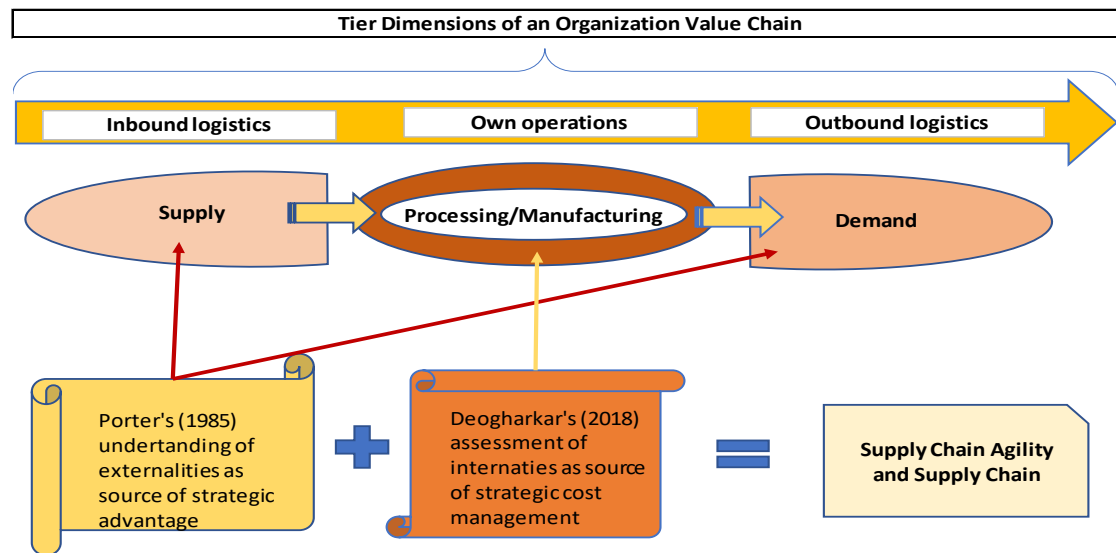 Tier Dimensions of an Organization Value Chain
Inbound logistics
Own operations
Outbound logistics
Supply
Processing/Manufacturing
Demand
Porter's (1985)
undertanding of
externalities as
source of strategic
advantage
Deogharkar's (2018)
assessment of
internaties as source
of strategic cost
management
Supply Chain Agility
and Supply Chain